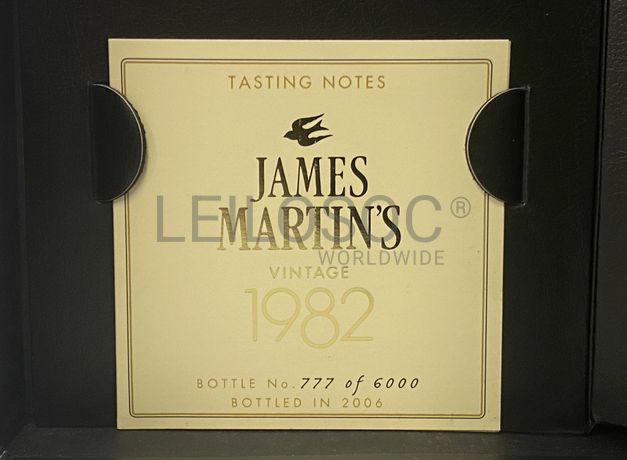 TASTING NOTES
JAMES
MARTIN'S
LEILOSOC®
WORLDWIDE
VINTAGE
1982
BOTTLE No. 777 of 6000
BOTTLED IN 2006